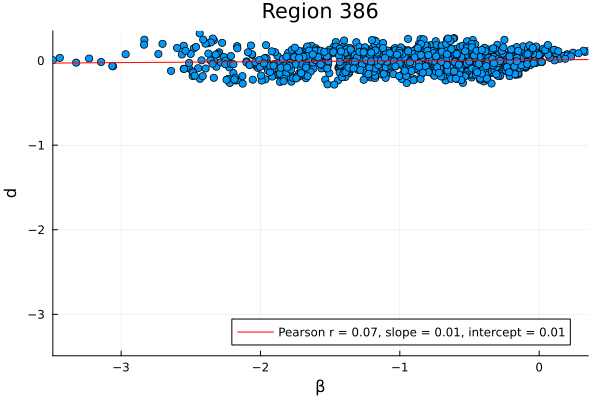 Region 386
0
−1
−2
−3
d
−3
−2
−1
0
β
Pearson r = 0.07, slope = 0.01, intercept = 0.01